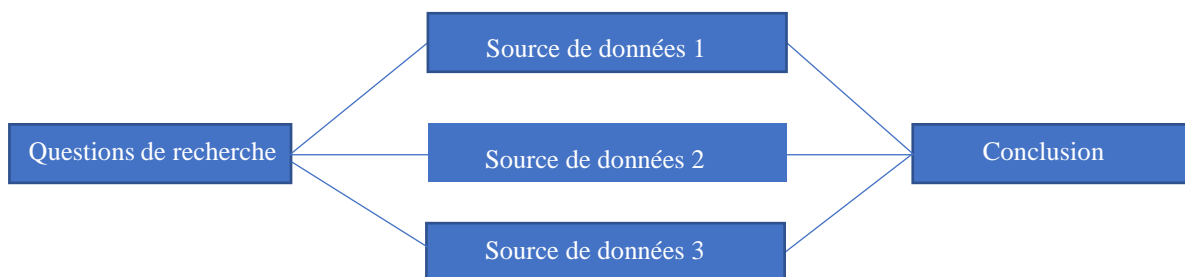 Source de données 1
Questions de recherche
Source de données 2
Conclusion
Source de données 3